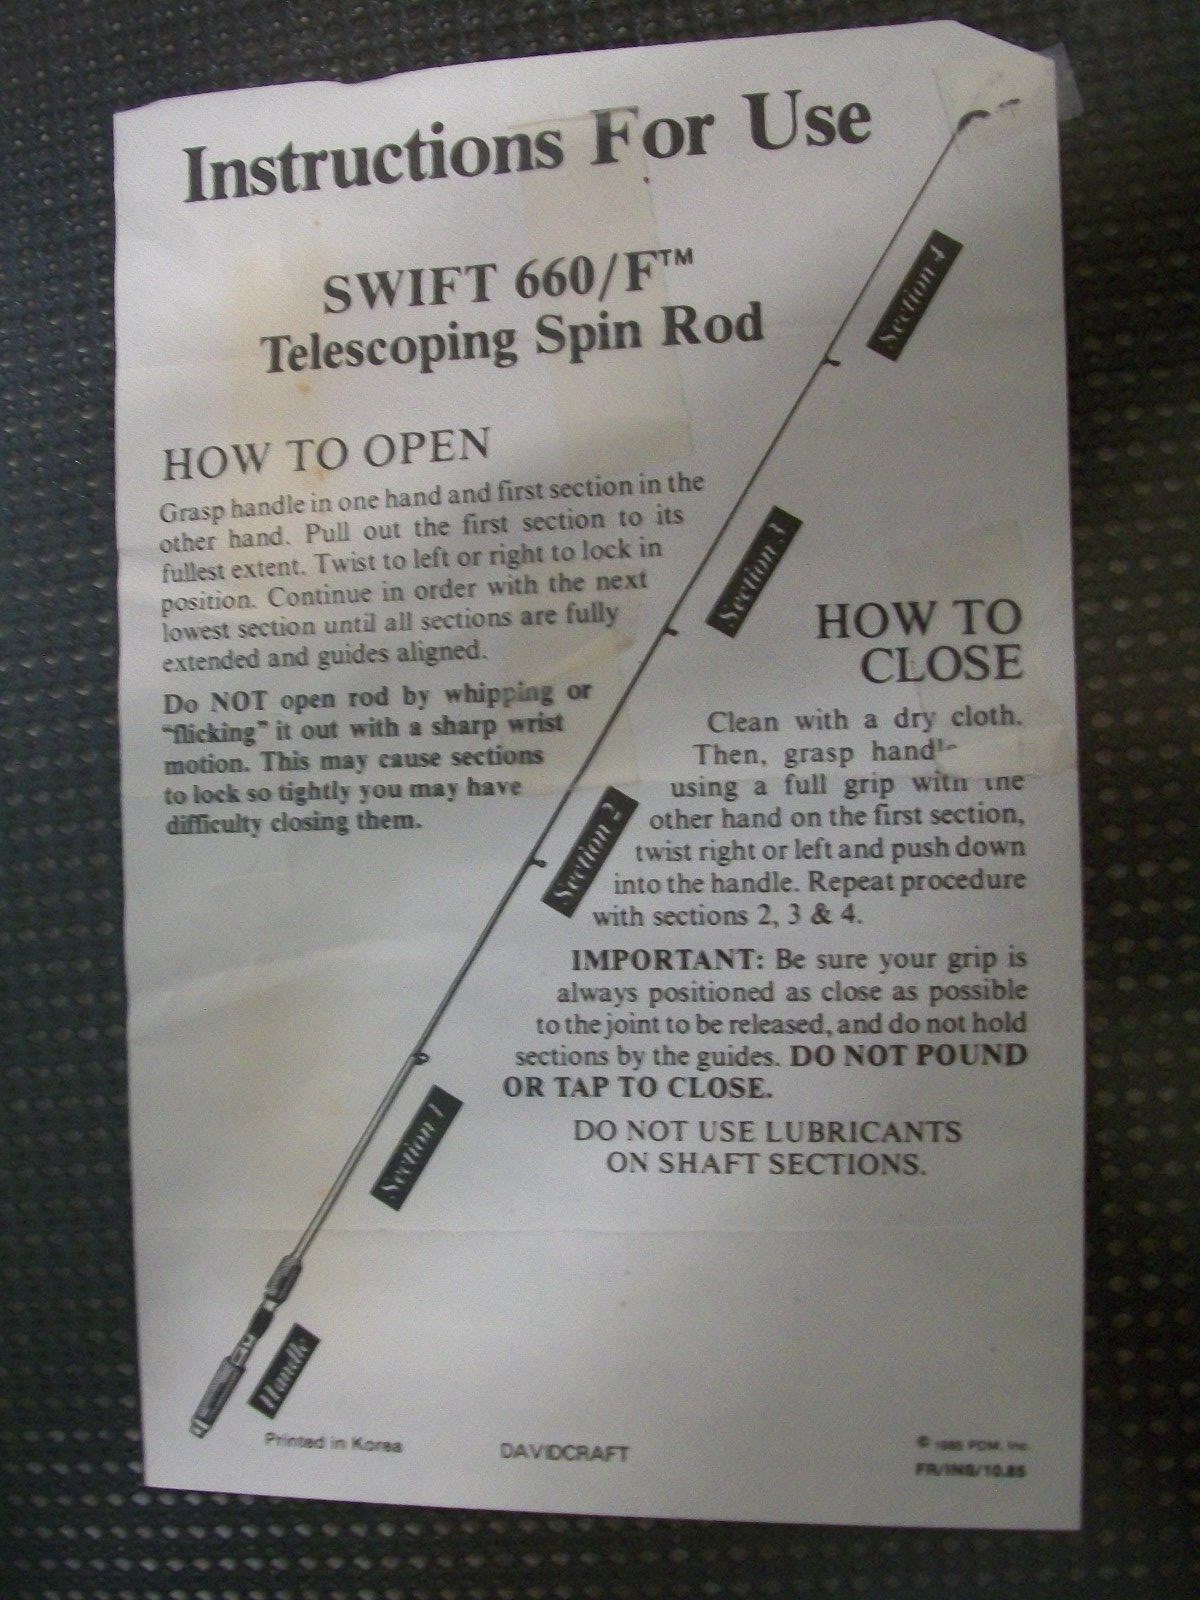 Instructions For Use
SWIFT 660/F™
Telescoping Spin Rod
HOW TO OPEN
Grasp handle in one hand and first section in the
other hand. Pull out the first section to its
fullest extent. Twist to left or right to lock in
position. Continue in order with the next
lowest section until all sections are fully
extended and guides aligned.
Do NOT open rod by whipping or
"flicking" it out with a sharp wrist
motion. This may cause sections
to lock so tightly you may have
difficulty closing them.
HOW TO
CLOSE
Clean with a dry cloth.
Then, grasp handle
using a full grip with the
other hand on the first section,
twist right or left and push down
into the handle. Repeat procedure
with sections 2, 3 & 4.
IMPORTANT: Be sure your grip is
always positioned as close as possible
to the joint to be released, and do not hold
sections by the guides. DO NOT POUND
OR TAP TO CLOSE.
DO NOT USE LUBRICANTS
ON SHAFT SECTIONS.
Section 4
Section 3
Section 2
Section 1
Handle
Printed in Korea
DAVIDCRAFT
© 1985 PDM, Inc.
FR/INS/10.85